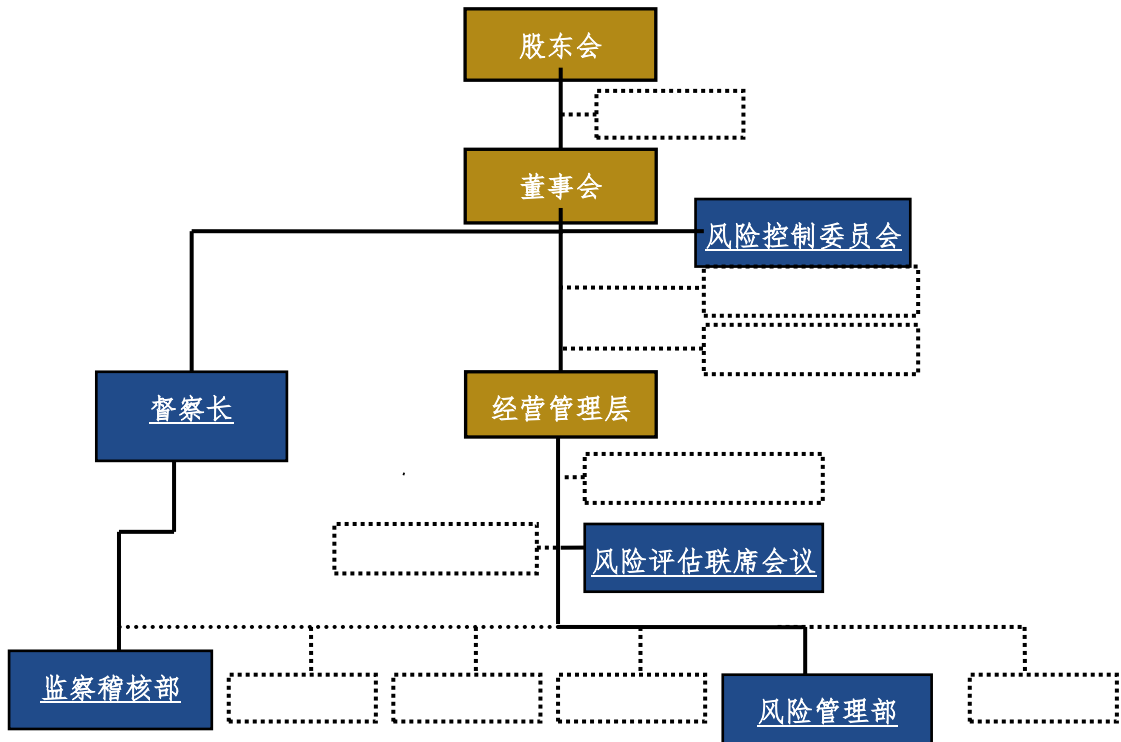 股东会
董事会
风险控制委员会
督察长
经营管理层
风险评估联席会议
监察稽核部
风险管理部